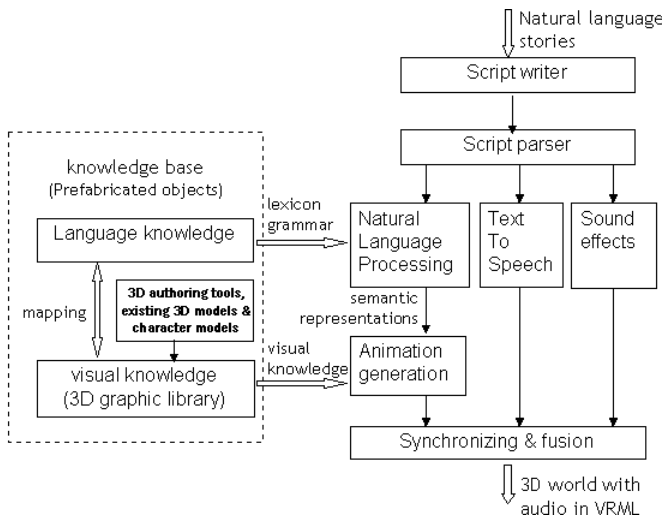 Natural language
stories
Script writer
Script parser
knowledge base
(Prefabricated objects)
lexicon
grammar
Language knowledge
Natural
Language
Processing
Text
To
Speech
Sound
effects
mapping
3D authoring tools,
existing 3D models &
character models
semantic
representations
visual
knowledge
Animation
generation
visual knowledge
(3D graphic library)
Synchronizing & fusion
3D world with
audio in VRML